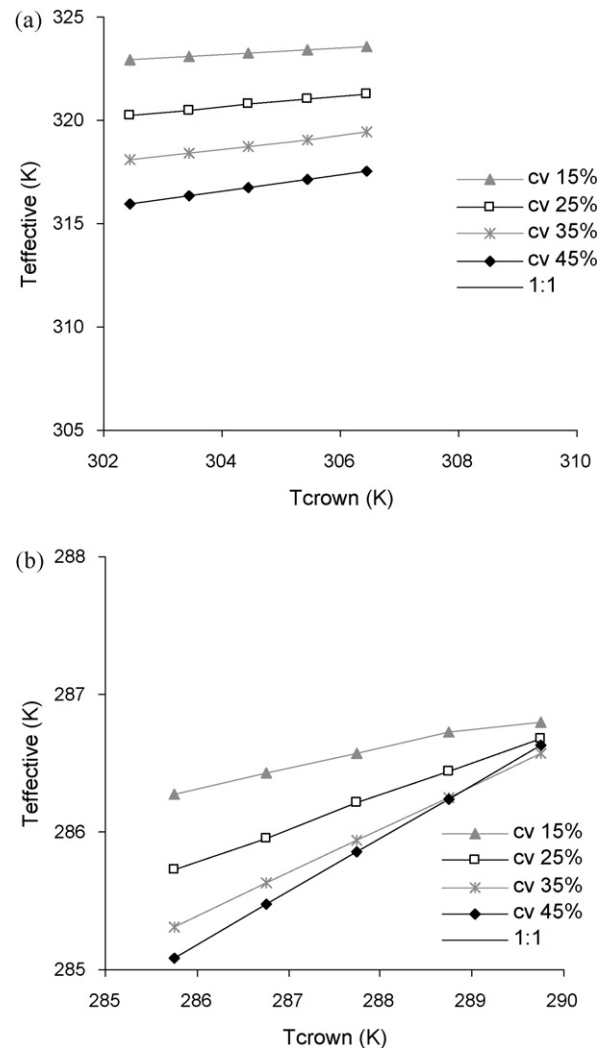 (a)
325
320
315
310
305
Teffective (K)
302 304 306 308 310
Tcrown (K)
cv 15%
cv 25%
cv 35%
cv 45%
1:1
(b)
288
287
286
285
Teffective (K)
285 286 287 288 289 290
Tcrown (K)
cv 15%
cv 25%
cv 35%
cv 45%
1:1